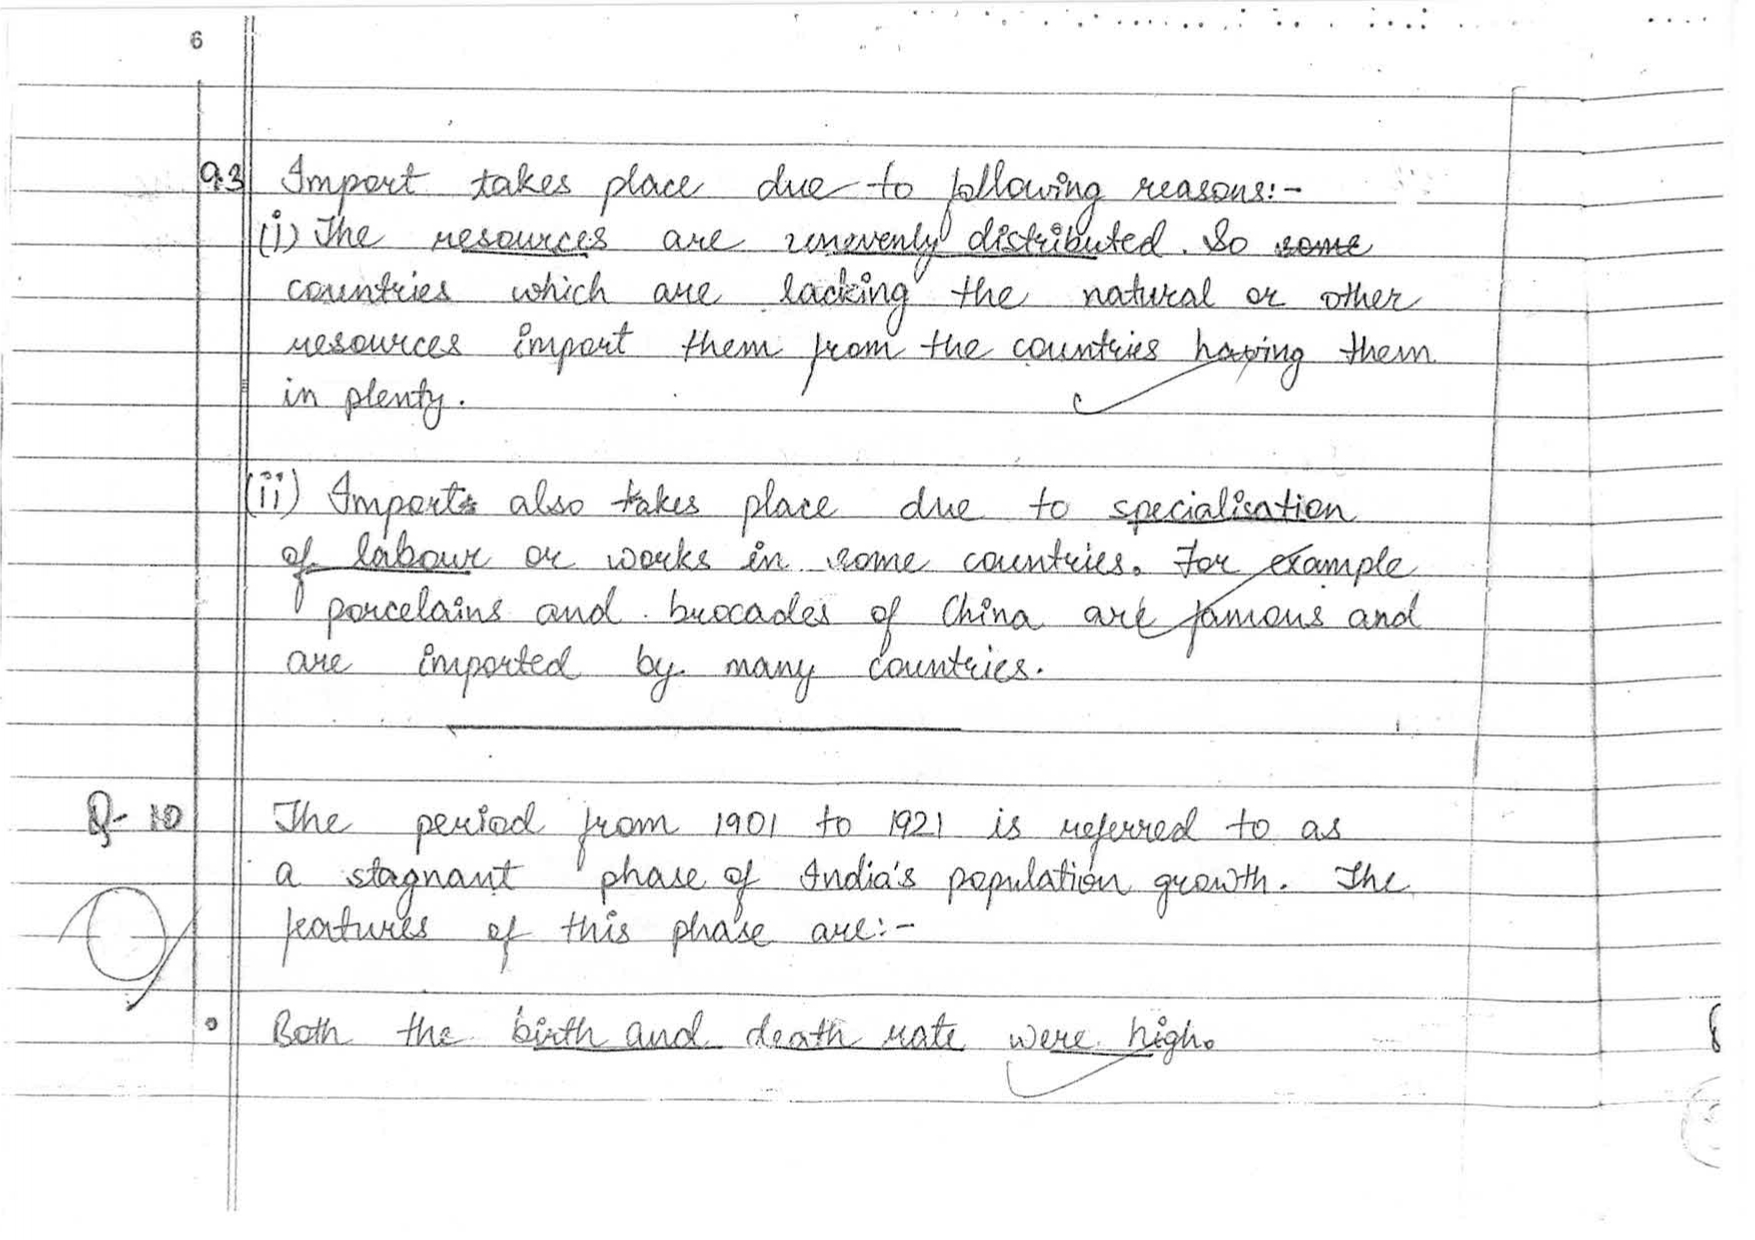 6
9.3 Import takes place due to following reasons:-
(i) The resources are unevenly distributed. So some
countries which are lacking the natural or other
resources import them from the countries having them
in plenty.
(ii) Imports also takes place due to specialisation
of labour or works in some countries. For example
porcelains and brocades of China are famous and
are imported by many countries.
Q-10 The period from 1901 to 1921 is referred to as
a stagnant phase of India's population growth. The
features of this phase are:-
Both the birth and death rate were high.